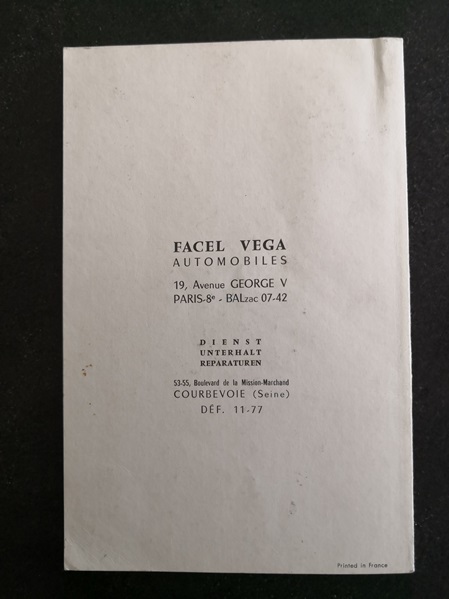 FACEL VEGA
AUTOMOBILES
19, Avenue GEORGE V
PARIS-8e - BALzac 07-42
DIENST
UNTERHALT
REPARATUREN
53-55, Boulevard de la Mission-Marchand
COURBEVOIE (Seine)
DÉF. 11-77
Printed in France